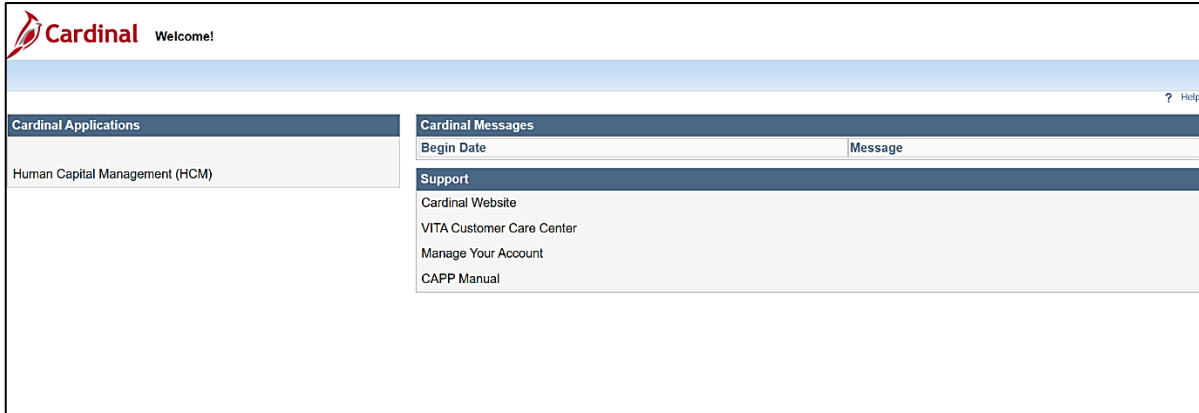 Cardinal Welcome!
? Help
Cardinal Applications
Human Capital Management (HCM)
Cardinal Messages
Begin Date Message
Support
Cardinal Website
VITA Customer Care Center
Manage Your Account
CAPP Manual